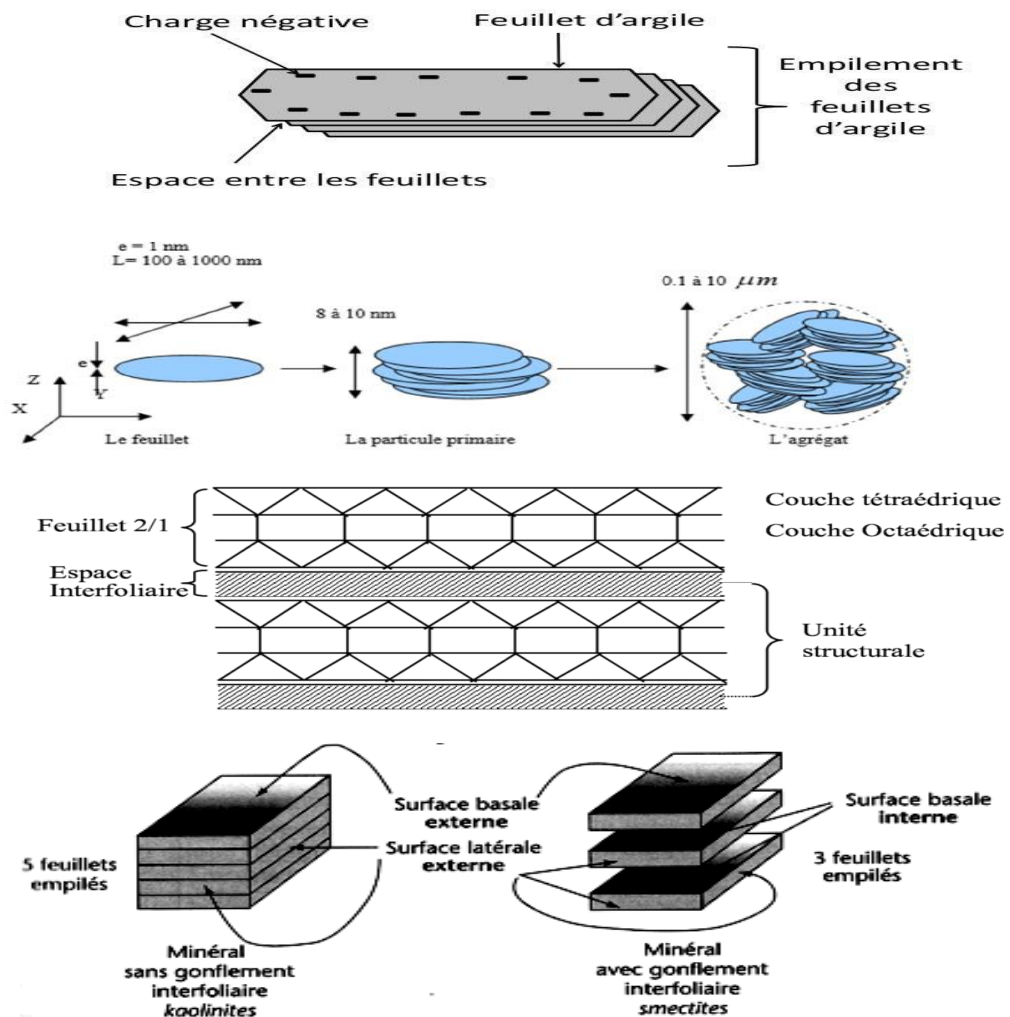 Charge négative
Feuillet d'argile
Empilement
des
feuillets
d'argile
Espace entre les feuillets
e = 1 nm
L= 100 à 1000 nm
8 à 10 nm
0.1 à 10 µm
e
Z
Y
X
Le feuillet
La particule primaire
L'agrégat
Couche tétraédrique
Feuillet 2/1
Couche Octaédrique
Espace
Interfoliaire
Unité
structurale
Surface basale
externe
Surface latérale
externe
5 feuillets
empilés
Surface basale
interne
3 feuillets
empilés
Minéral
sans gonflement
interfoliaire
kaolinites
Minéral
avec gonflement
interfoliaire
smectites